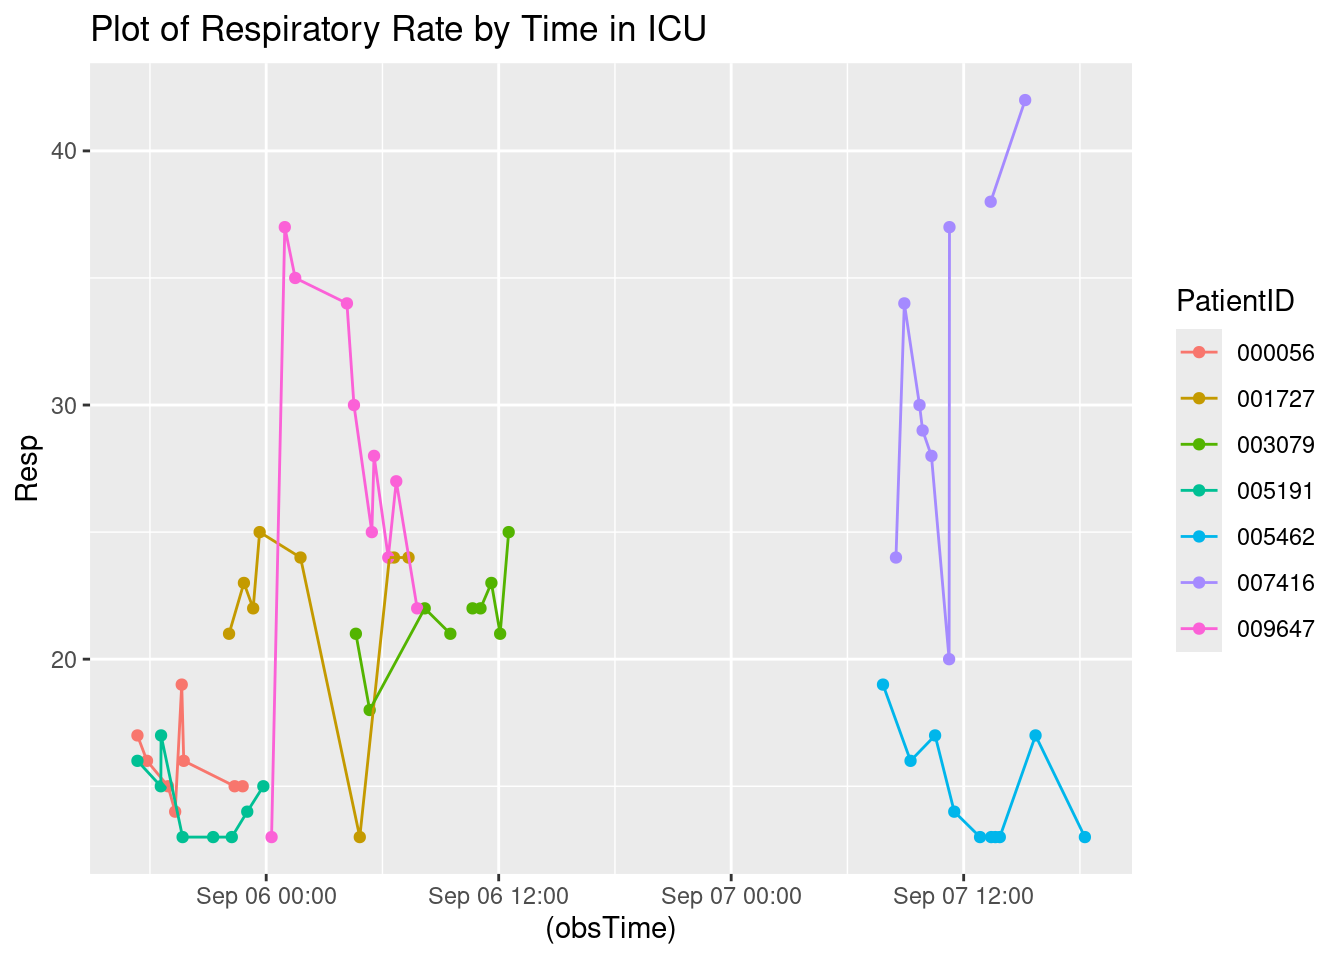 Plot of Respiratory Rate by Time in ICU
40
30
20
Resp
Sep 06 00:00
Sep 06 12:00
Sep 07 00:00
Sep 07 12:00
(obsTime)
PatientID
000056
001727
003079
005191
005462
007416
009647